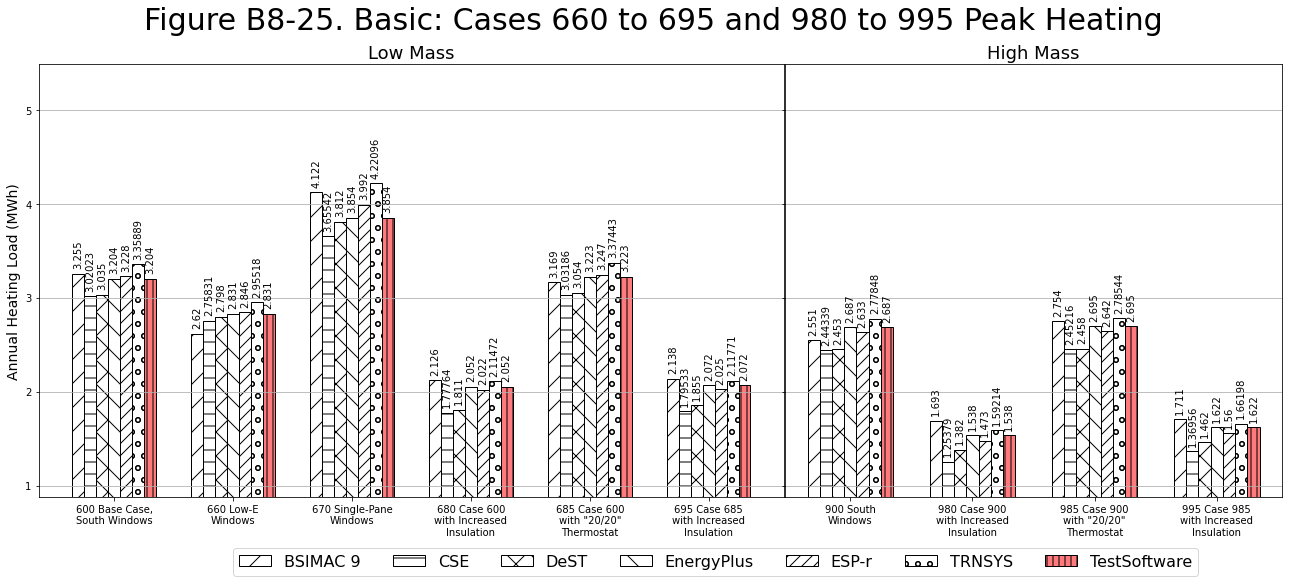 Figure B8-25. Basic: Cases 660 to 695 and 980 to 995 Peak Heating
Low Mass
High Mass
Annual Heating Load (MWh)
5
4
3
2
1
3.255
3.02023
3.035
3.204
3.228
3.35889
3.204
2.62
2.75831
2.798
2.831
2.846
2.95518
2.831
4.122
3.65542
3.812
3.854
3.992
4.22096
3.854
2.126
1.77764
1.811
2.052
2.022
2.11472
2.052
3.169
3.03186
3.054
3.223
3.247
3.37443
3.223
2.138
1.79533
1.855
2.072
2.025
2.11771
2.072
2.551
2.44339
2.453
2.687
2.633
2.77848
2.687
1.693
1.25379
1.382
1.538
1.473
1.59214
1.538
2.754
2.45216
2.458
2.695
2.642
2.78544
2.695
1.711
1.36956
1.462
1.622
1.56
1.66198
1.622
600 Base Case,
South Windows
660 Low-E
Windows
670 Single-Pane
Windows
680 Case 600
with Increased
Insulation
685 Case 600
with "20/20"
Thermostat
695 Case 685
with Increased
Insulation
900 South
Windows
980 Case 900
with Increased
Insulation
985 Case 900
with "20/20"
Thermostat
995 Case 985
with Increased
Insulation
BSIMAC 9
CSE
DeST
EnergyPlus
ESP-r
TRNSYS
TestSoftware